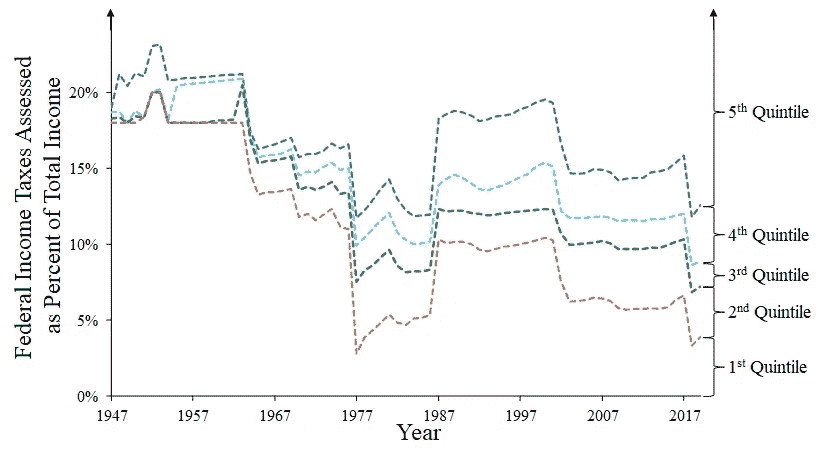 Federal Income Taxes Assessed
as Percent of Total Income
20%
15%
10%
5%
0%
1947 1957 1967 1977 1987 1997 2007 2017
Year
5th Quintile
4th Quintile
3rd Quintile
2nd Quintile
1st Quintile